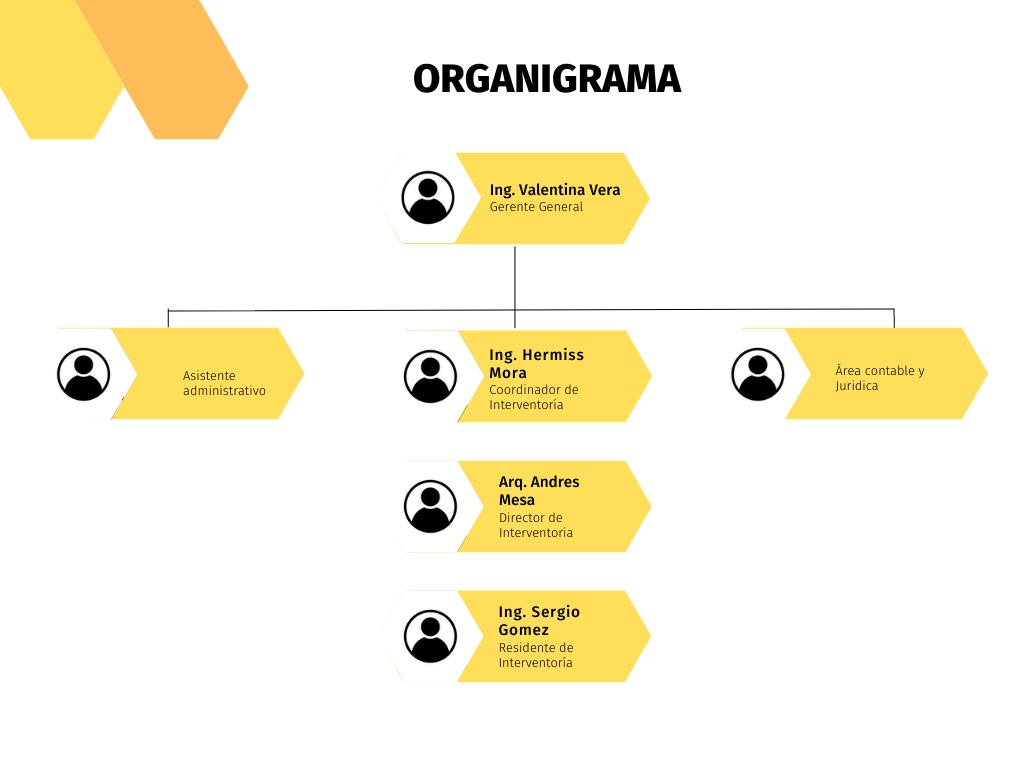 ORGANIGRAMA
Ing. Valentina Vera
Gerente General
Asistente
administrativo
Ing. Hermiss
Mora
Coordinador de
Interventoría
Área contable y
Juridica
Arq. Andres
Mesa
Director de
Interventoria
Ing. Sergio
Gomez
Residente de
Interventoría